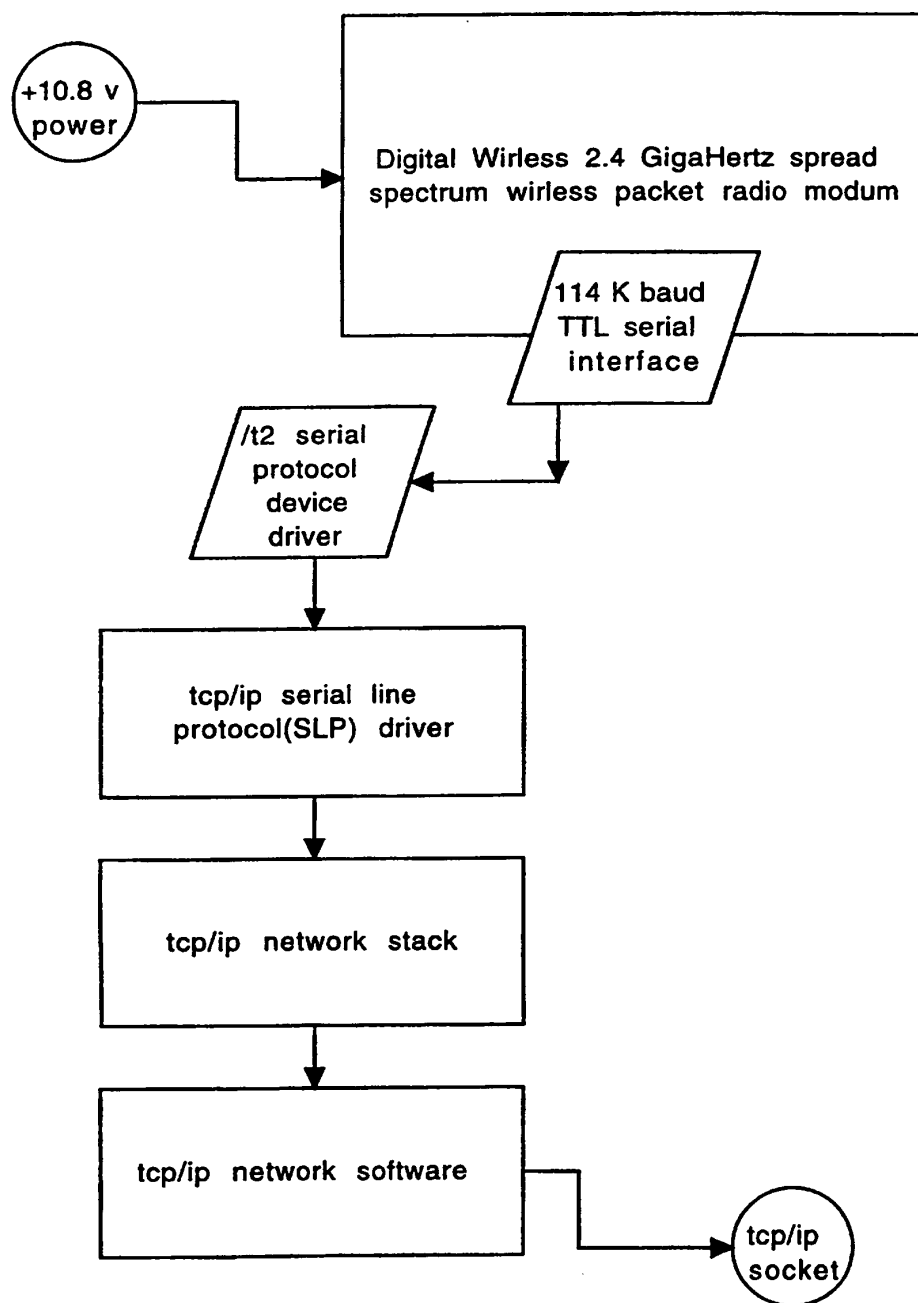 +10.8 v
power
Digital Wirless 2.4 GigaHertz spread
spectrum wirless packet radio modum
114 K baud
TTL serial
interface
/t2 serial
protocol
device
driver
tcp/ip serial line
protocol(SLP) driver
tcp/ip network stack
tcp/ip network software
tcp/ip
socket